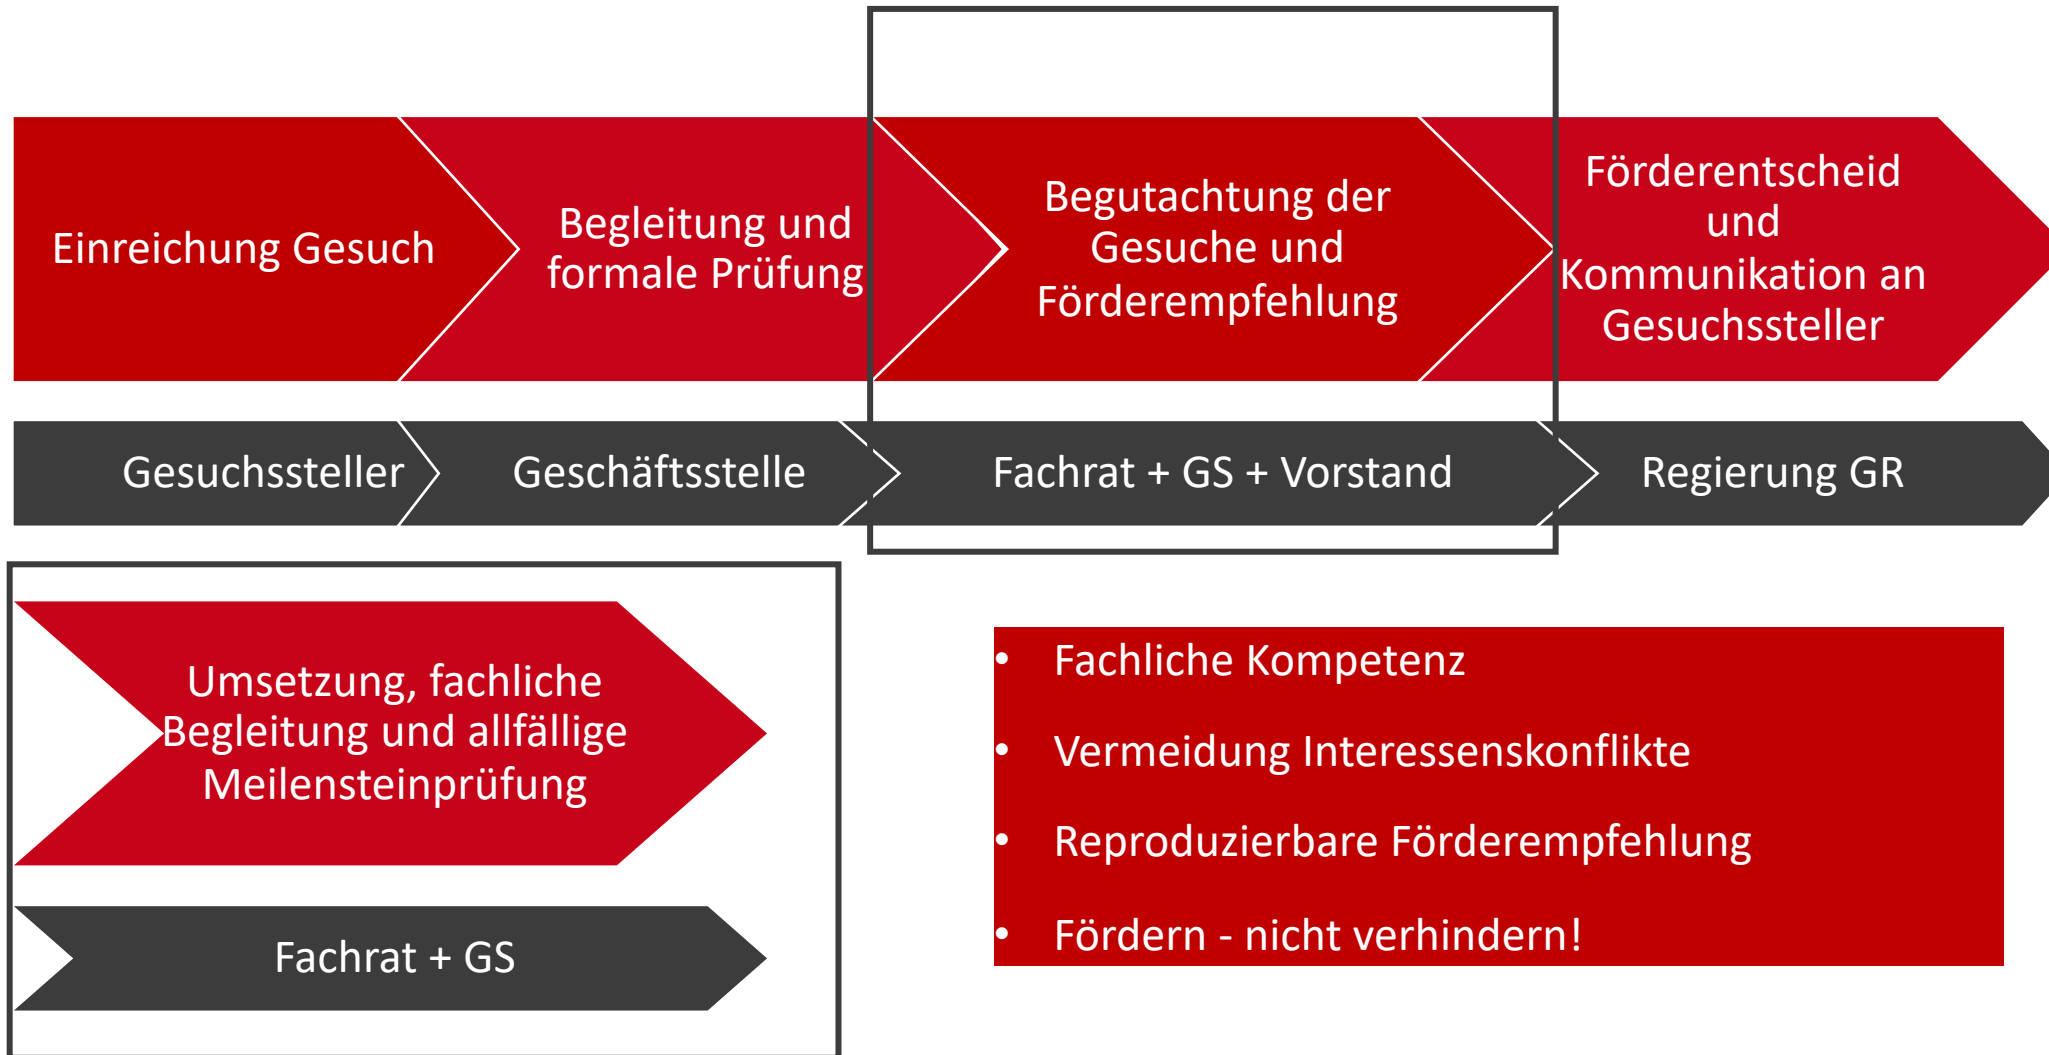 Einreichung Gesuch
Begleitung und
formale Prüfung
Begutachtung der
Gesuche und
Förderempfehlung
Förderentscheid
und
Kommunikation an
Gesuchssteller
Gesuchssteller
Geschäftsstelle
Fachrat + GS + Vorstand
Regierung GR
Umsetzung, fachliche
Begleitung und allfällige
Meilensteinprüfung
Fachrat + GS
• Fachliche Kompetenz
• Vermeidung Interessenskonflikte
• Reproduzierbare Förderempfehlung
• Fördern - nicht verhindern!